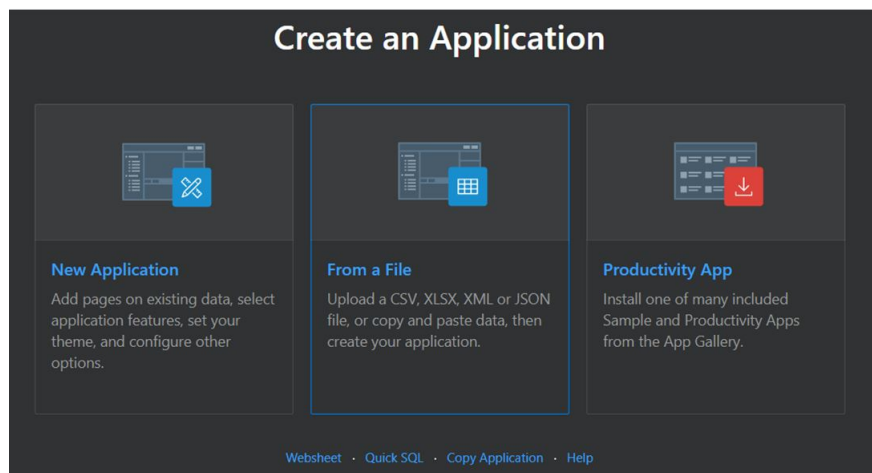 Create an Application
New Application
Add pages on existing data, select
application features, set your
theme, and configure other
options.
From a File
Upload a CSV, XLSX, XML or JSON
file, or copy and paste data, then
create your application.
Productivity App
Install one of many included
Sample and Productivity Apps
from the App Gallery.
Websheet · Quick SQL · Copy Application · Help